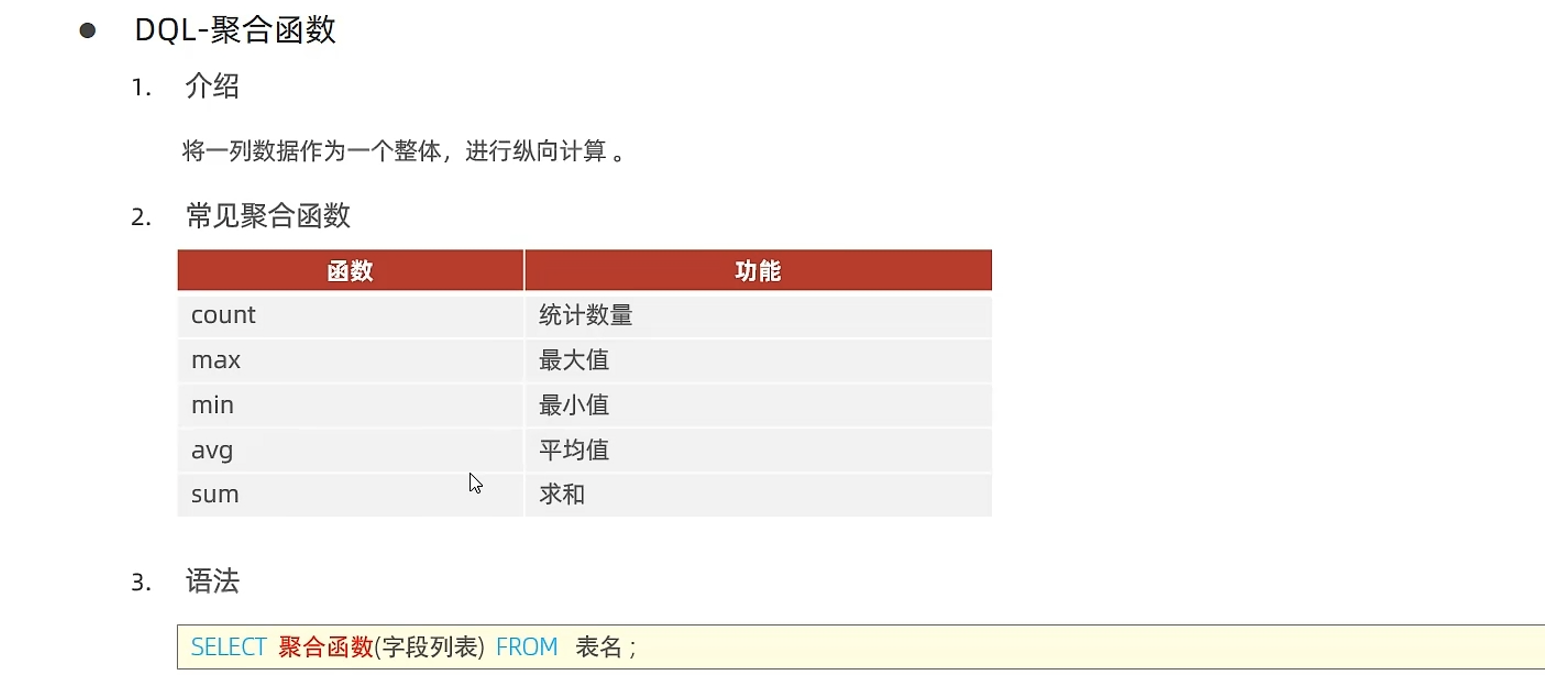 ● DQL-聚合函数
1. 介绍
将一列数据作为一个整体，进行纵向计算 。
2. 常见聚合函数
函数 功能
count 统计数量
max 最大值
min 最小值
avg 平均值
sum 求和
3. 语法
SELECT 聚合函数(字段列表) FROM 表名 ;